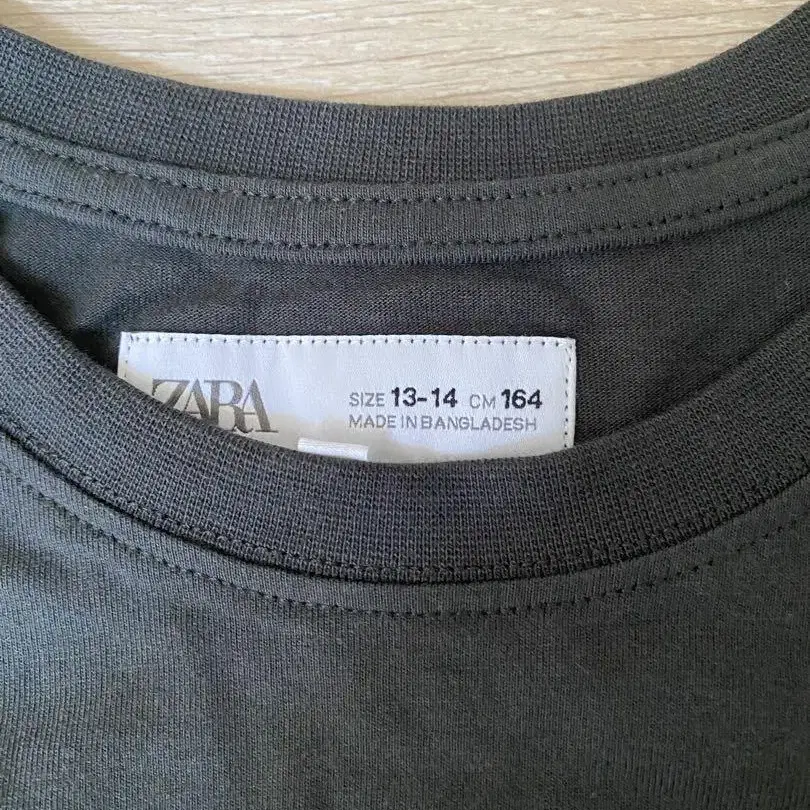 ZARA
SIZE 13-14 CM 164
MADE IN BANGLADESH